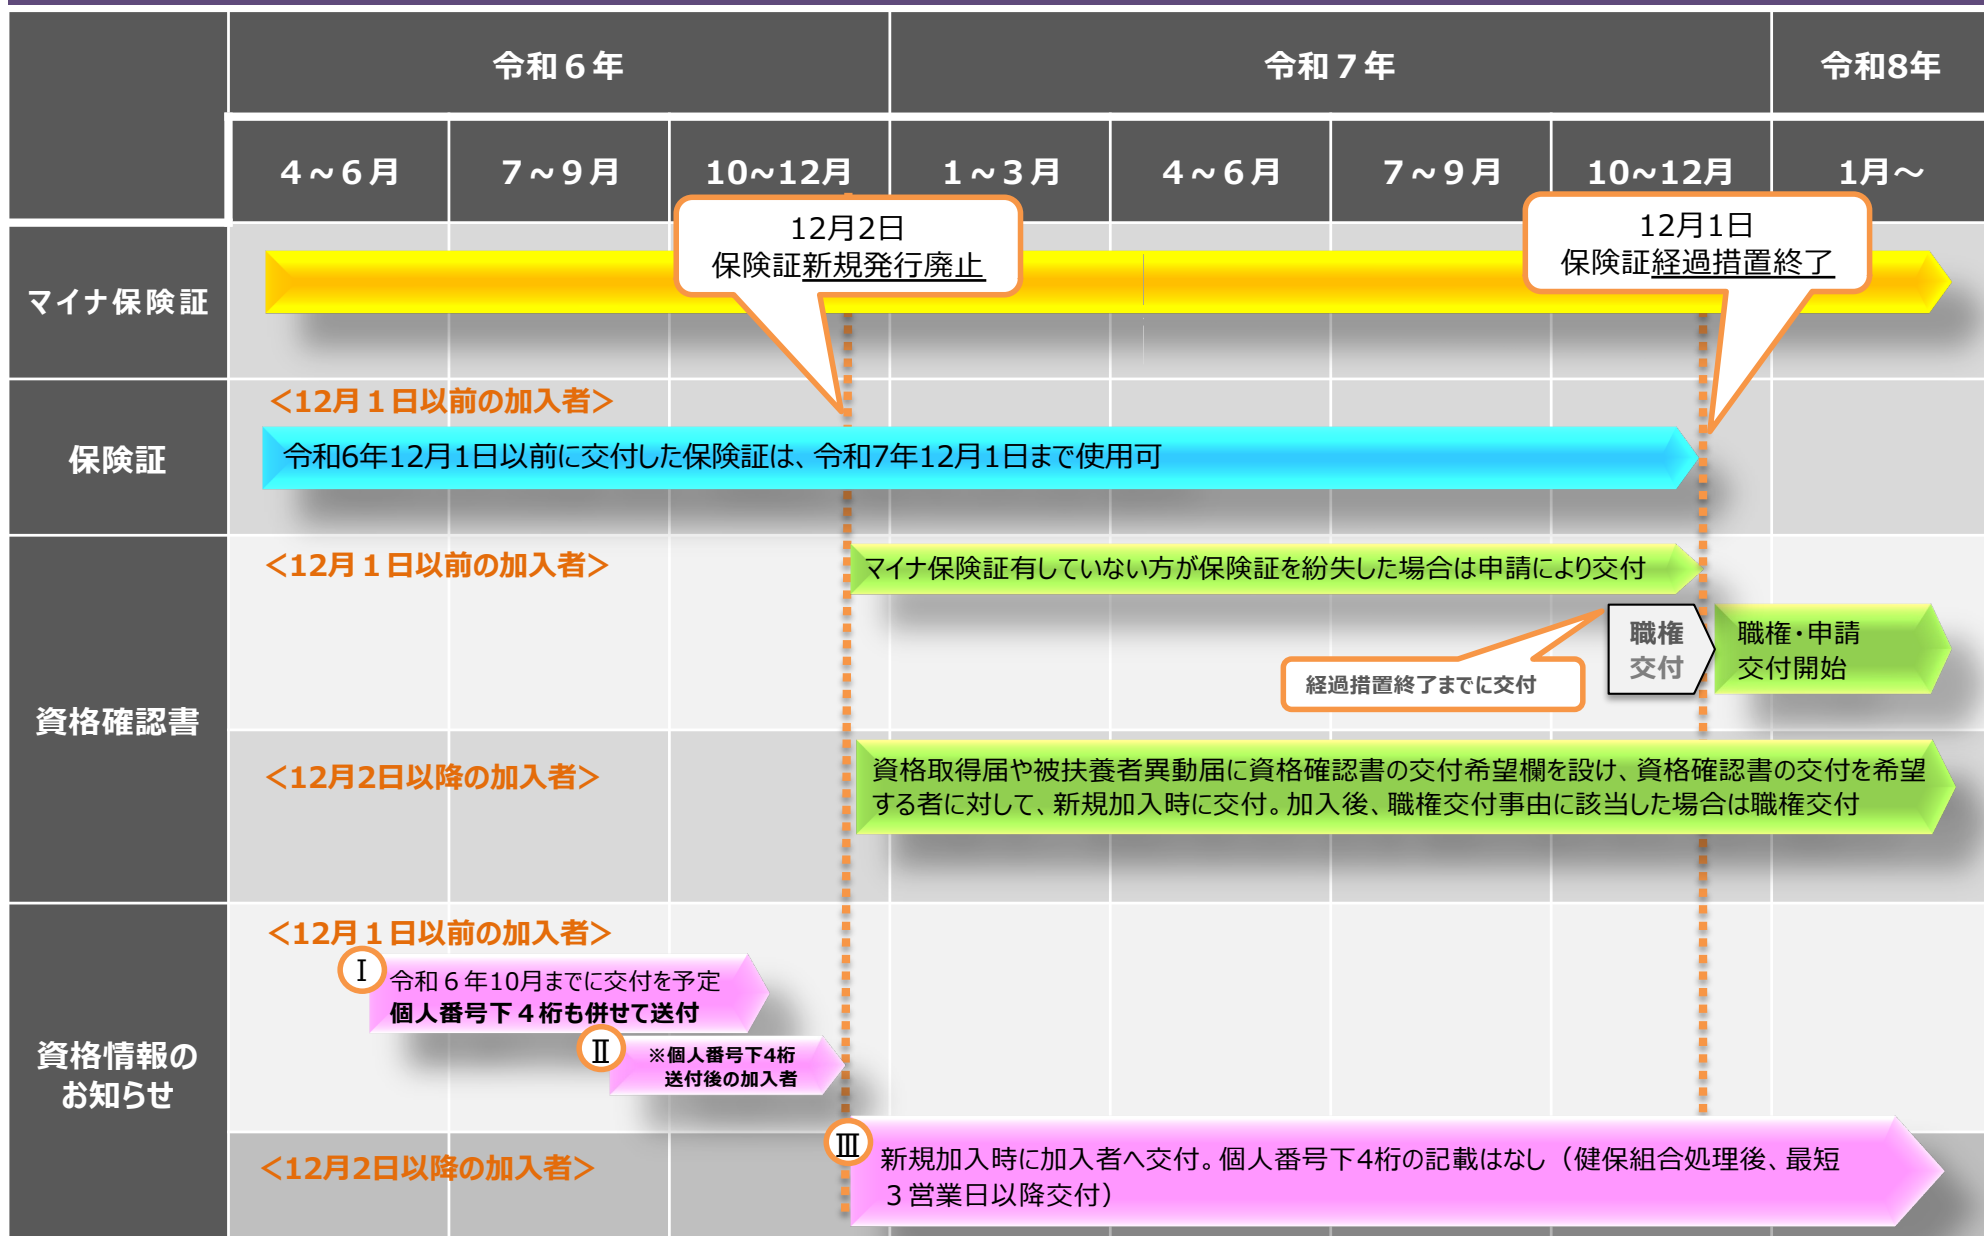 令和６年
令和７年
令和8年
４～６月
７～９月
10~12月
１～３月
４～６月
７～９月
10~12月
1月～
12月2日
保険証新規発行廃止
12月1日
保険証経過措置終了
マイナ保険証
保険証
＜12月１日以前の加入者＞
令和6年12月1日以前に交付した保険証は、令和7年12月1日まで使用可
資格確認書
＜12月１日以前の加入者＞
マイナ保険証有していない方が保険証を紛失した場合は申請により交付
職権
交付
職権・申請
交付開始
経過措置終了までに交付
＜12月2日以降の加入者＞
資格取得届や被扶養者異動届に資格確認書の交付希望欄を設け、資格確認書の交付を希望
する者に対して、新規加入時に交付。加入後、職権交付事由に該当した場合は職権交付
資格情報の
お知らせ
＜12月１日以前の加入者＞
Ⅰ
令和６年10月までに交付を予定
個人番号下４桁も併せて送付
Ⅱ
※個人番号下4桁
送付後の加入者
＜12月2日以降の加入者＞
Ⅲ
新規加入時に加入者へ交付。個人番号下4桁の記載はなし（健保組合処理後、最短
３営業日以降交付）